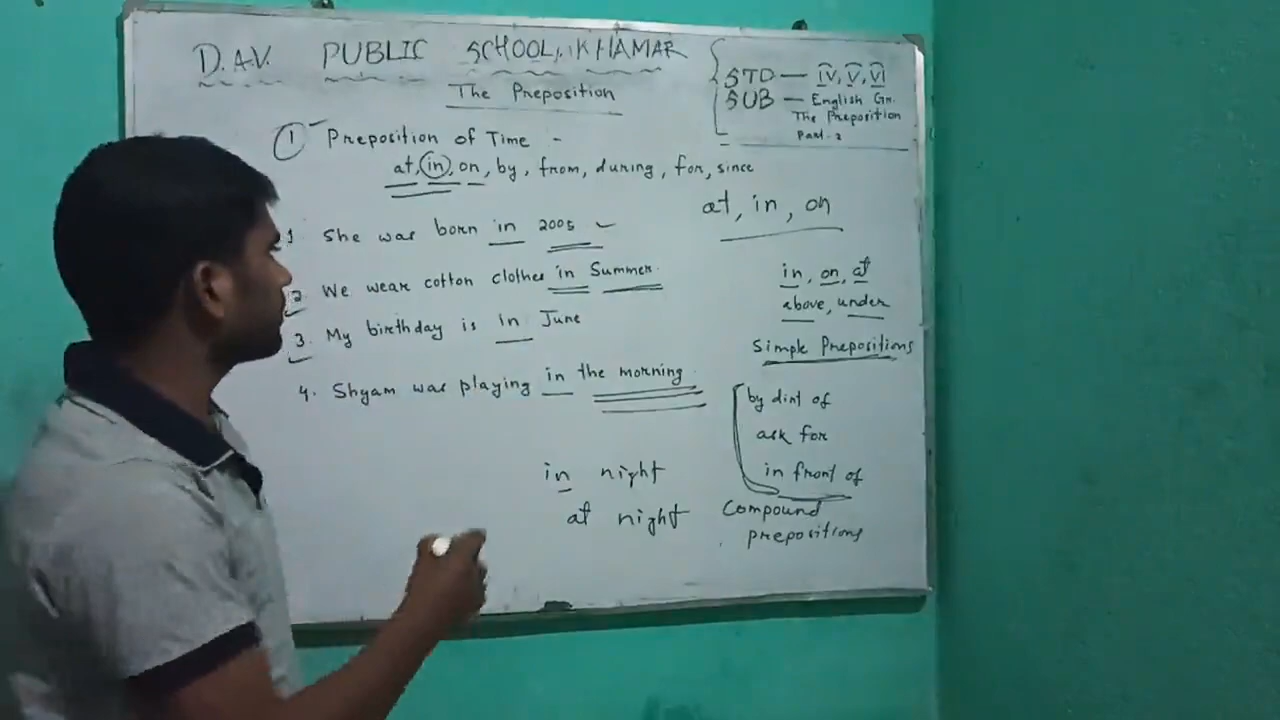 D.A.V. PUBLIC SCHOOL, KHAMAR
The Preposition
STD — IV, V, VI
SUB — English Gr.
The Preposition
Part-2
1 Preposition of Time -
at, in, on, by, from, during, for, since
1 She was born in 2005
2 We wear cotton clothes in Summer.
3. My birthday is in June
4. Shyam was playing in the morning.
in night
at night
at, in, on
in, on, at
above, under
Simple Prepositions
by dint of
ask for
in front of
Compound
prepositions